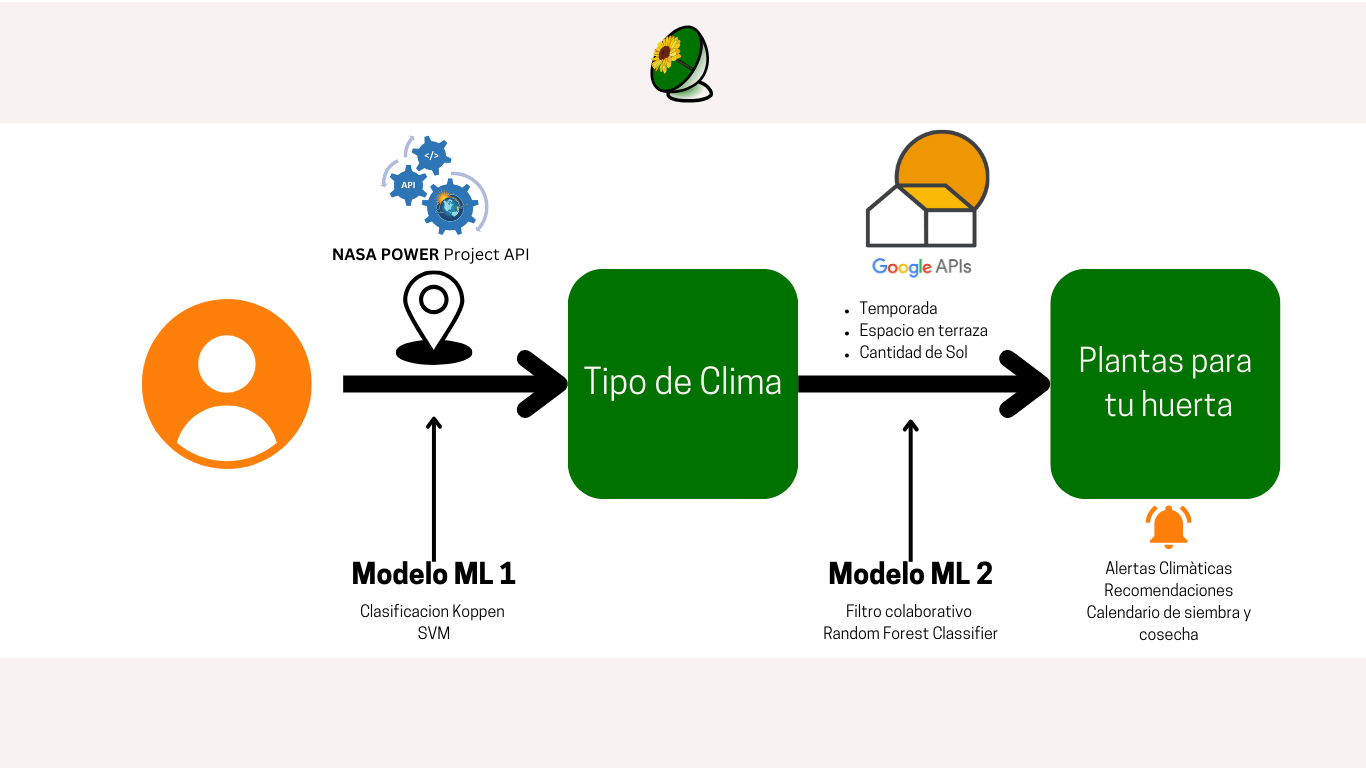 </>
API
NASA POWER Project API
Google APIs
• Temporada
• Espacio en terraza
• Cantidad de Sol
Tipo de Clima
Plantas para
tu huerta
Modelo ML 1
Clasificacion Koppen
SVM
Modelo ML 2
Filtro colaborativo
Random Forest Classifier
Alertas Climàticas
Recomendaciones
Calendario de siembra y
cosecha